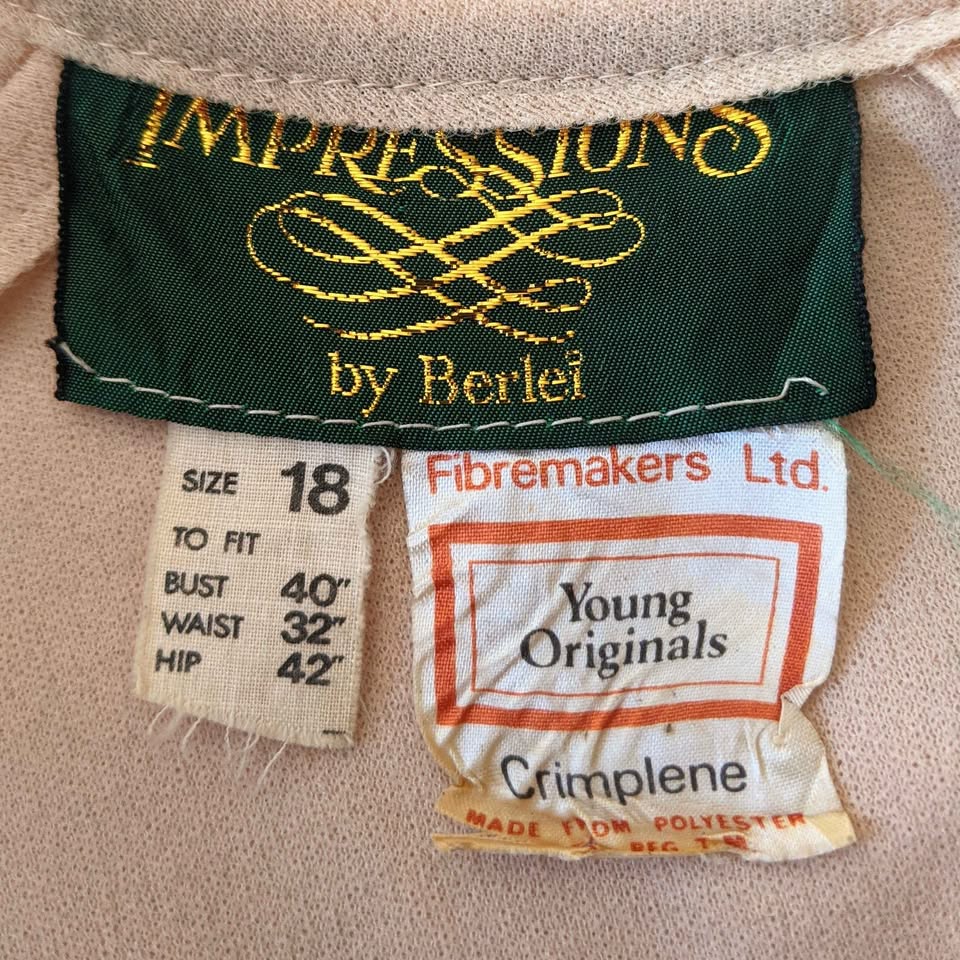 IMPRESSIONS
by Berlei
SIZE 18
TO FIT
BUST 40"
WAIST 32"
HIP 42"
Fibremakers Ltd.
Young
Originals
Crimplene
MADE FROM POLYESTER
REG T M